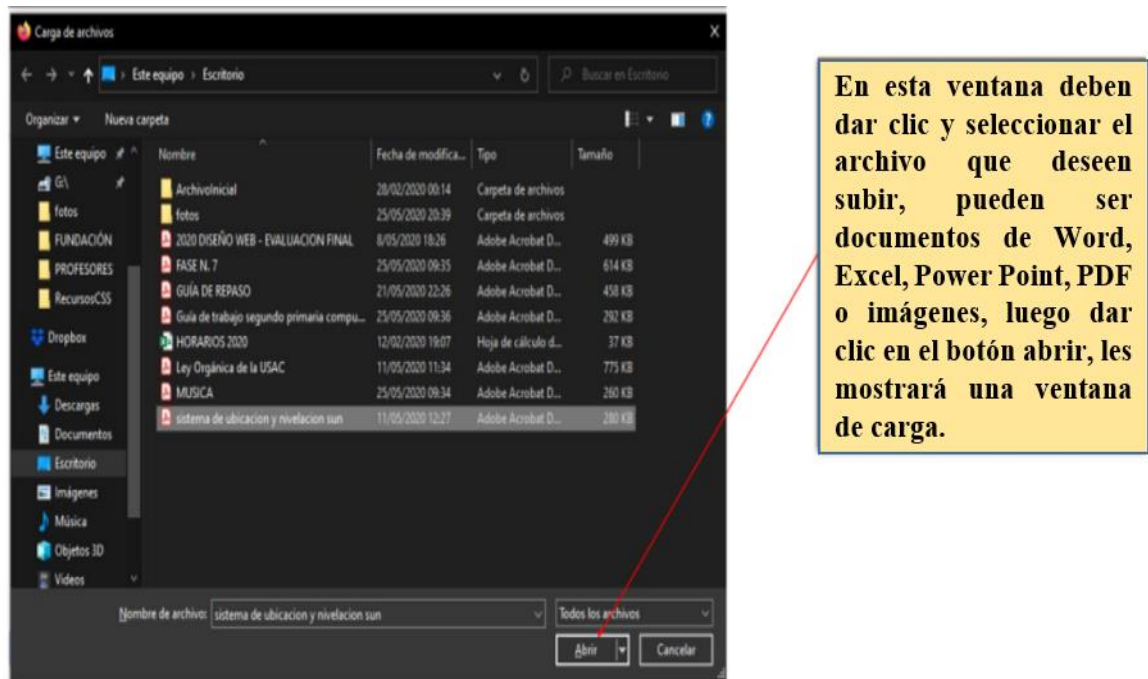 Carga de archivos
X
Este equipo > Escritorio
Buscar en Escritorio
Organizar
Nueva carpeta
Este equipo
G:\
fotos
FUNDACIÓN
PROFESORES
RecursosCSS
Dropbox
Este equipo
Descargas
Documentos
Escritorio
Imágenes
Música
Objetos 3D
Videos
Nombre Fecha de modifica... Tipo Tamaño
ArchivoInicial 28/02/2020 00:14 Carpeta de archivos
fotos 25/05/2020 20:39 Carpeta de archivos
2020 DISEÑO WEB - EVALUACION FINAL 8/05/2020 18:26 Adobe Acrobat D... 499 KB
FASE N. 7 25/05/2020 09:35 Adobe Acrobat D... 614 KB
GUÍA DE REPASO 21/05/2020 22:26 Adobe Acrobat D... 458 KB
Guia de trabajo segundo primaria compu... 25/05/2020 09:36 Adobe Acrobat D... 292 KB
HORARIOS 2020 12/02/2020 19:07 Hoja de cálculo d... 37 KB
Ley Orgánica de la USAC 11/05/2020 11:34 Adobe Acrobat D... 775 KB
MUSICA 25/05/2020 09:34 Adobe Acrobat D... 260 KB
sistema de ubicacion y nivelacion sun 11/05/2020 12:27 Adobe Acrobat D... 280 KB
Nombre de archivo: sistema de ubicacion y nivelacion sun
Todos los archivos
Abrir
Cancelar
En esta ventana deben
dar clic y seleccionar el
archivo que deseen
subir, pueden ser
documentos de Word,
Excel, Power Point, PDF
o imágenes, luego dar
clic en el botón abrir, les
mostrará una ventana
de carga.